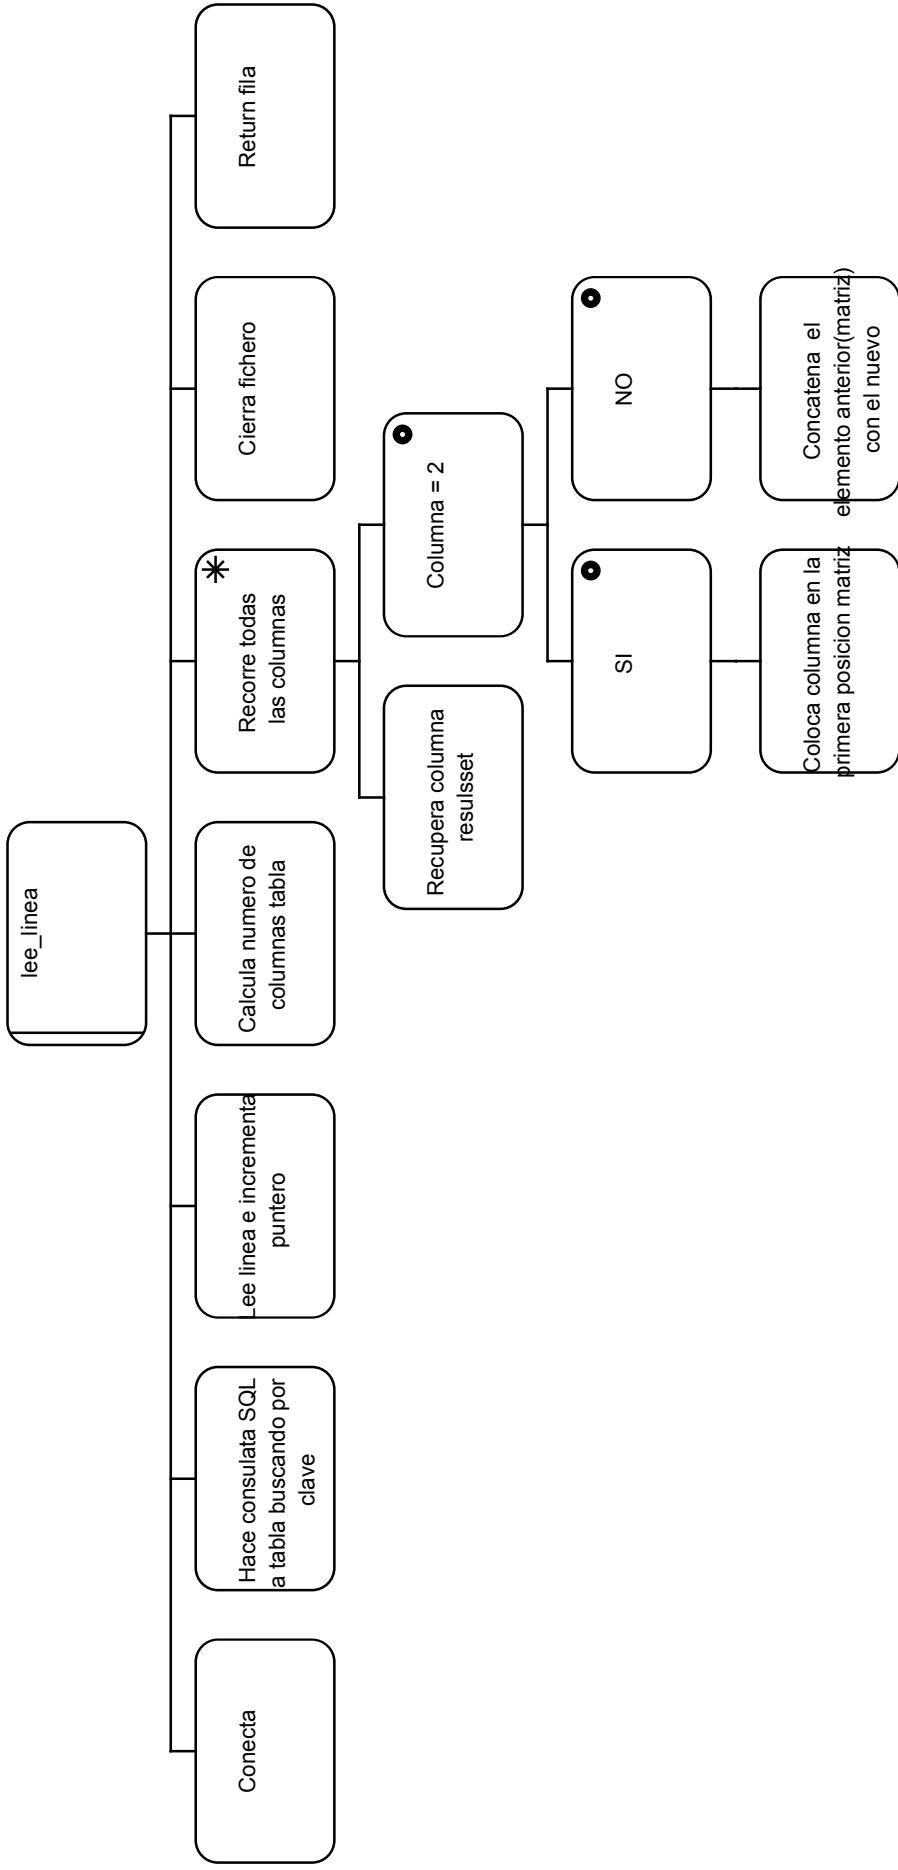 lee_linea
Conecta
Hace consulata SQL
a tabla buscando por
clave
Lee linea e incrementa
puntero
Calcula numero de
columnas tabla
Recorre todas
las columnas
Cierra fichero
Return fila
Recupera columna
resulsset
Columna = 2
SI
NO
Coloca columna en la
primera posicion matriz
Concatena el
elemento anterior(matriz)
con el nuevo